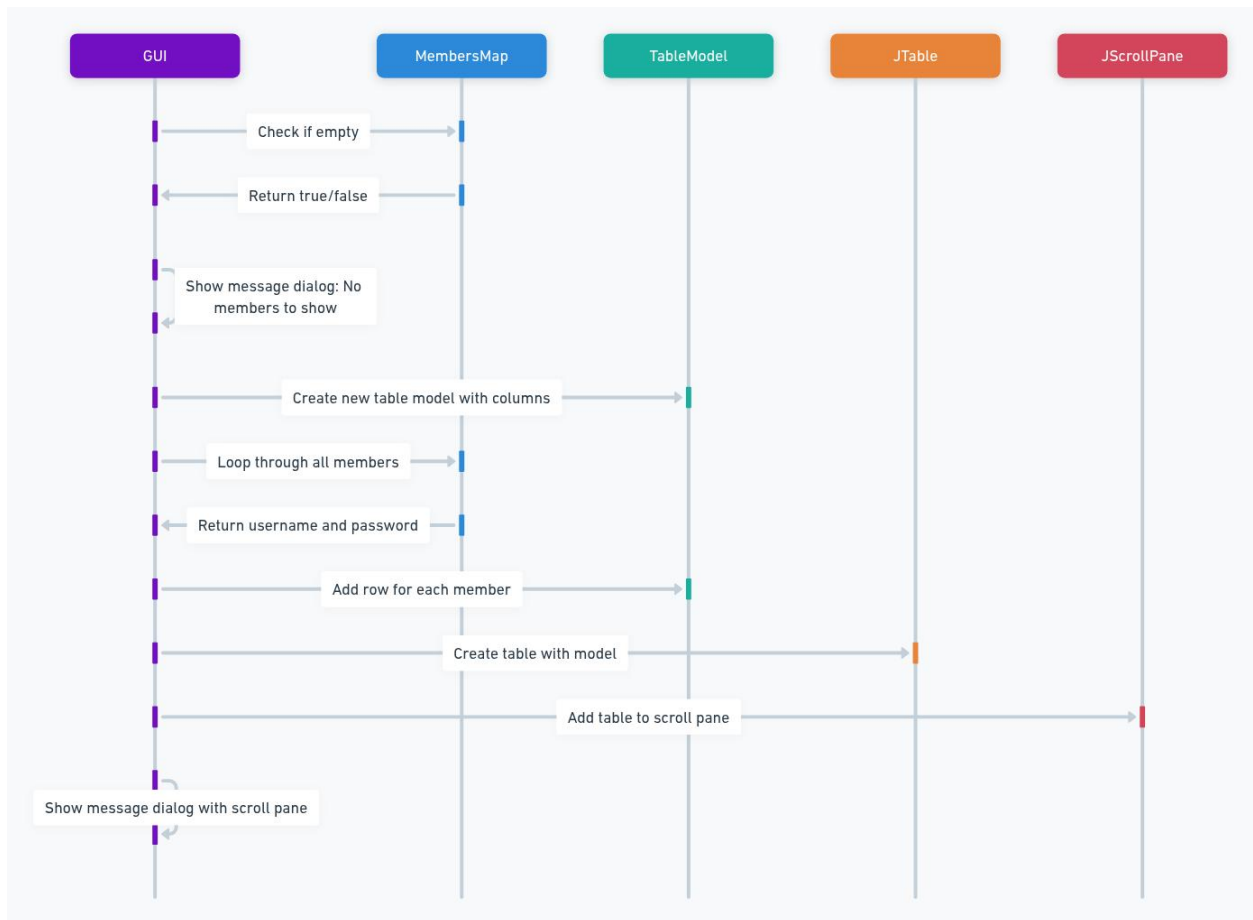 GUI
MembersMap
TableModel
JTable
JScrollPane
Check if empty
Return true/false
Show message dialog: No
members to show
Create new table model with columns
Loop through all members
Return username and password
Add row for each member
Create table with model
Add table to scroll pane
Show message dialog with scroll pane